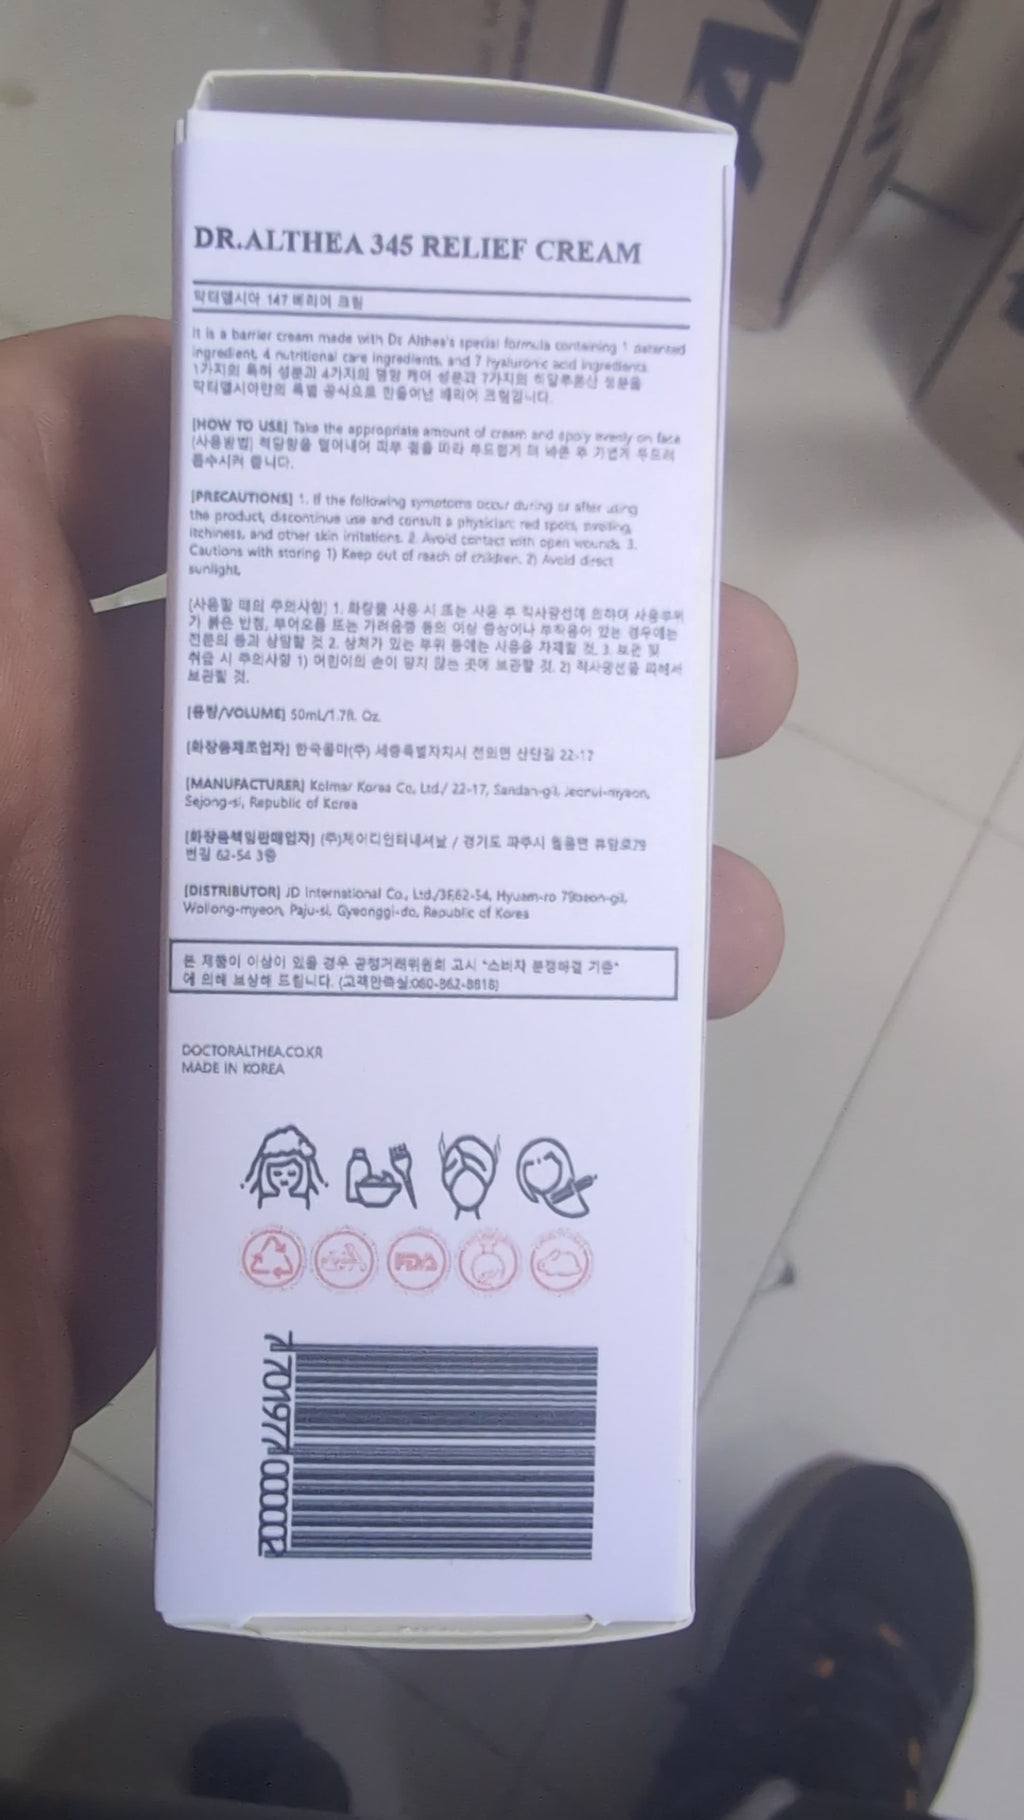 DR.ALTHEA 345 RELIEF CREAM
닥터엘시아 147 베리어 크림
It is a barrier cream made with Dr Althea's special formula containing 1 patented
ingredient, 4 nutritional care ingredients, and 7 hyaluronic acid ingredients
1가지의 특허 성분과 4가지의 영양 케어 성분과 7가지의 히알루론산 성분을
닥터엘시아만의 특별 공식으로 만들어낸 베리어 크림입니다.
[HOW TO USE] Take the appropriate amount of cream and apply evenly on face
[사용방법] 적당량을 덜어내어 피부 결을 따라 부드럽게 펴 바른 후 가볍게 두드려
흡수시켜 줍니다.
[PRECAUTIONS] 1. If the following symptoms occur during or after using
the product, discontinue use and consult a physician: red spots, swelling,
itchiness, and other skin irritations. 2. Avoid contact with open wounds. 3.
Cautions with storing 1) Keep out of reach of children. 2) Avoid direct
sunlight.
[사용할 때의 주의사항] 1. 화장품 사용 시 또는 사용 후 직사광선에 의하여 사용부위
가 붉은 반점, 부어오름 또는 가려움증 등의 이상 증상이나 부작용이 있는 경우에는
전문의 등과 상담할 것 2. 상처가 있는 부위 등에는 사용을 자제할 것. 3. 보관 및
취급 시 주의사항 1) 어린이의 손이 닿지 않는 곳에 보관할 것. 2) 직사광선을 피해서
보관할 것.
[용량/VOLUME] 50mL/1.7fl. Oz.
[화장품제조업자] 한국콜마(주) 세종특별자치시 전의면 산단길 22-17
[MANUFACTURER] Kolmar Korea Co, Ltd./ 22-17, Sandan-gil, Jeonui-myeon,
Sejong-si, Republic of Korea
[화장품책임판매업자] (주)제이디인터내셔날 / 경기도 파주시 월롱면 휴암로79
번길 62-54 3층
[DISTRIBUTOR] JD International Co., Ltd./3F,62-54, Hyuam-ro 79beon-gil,
Wollong-myeon, Paju-si, Gyeonggi-do, Republic of Korea
본 제품이 이상이 있을 경우 공정거래위원회 고시 "소비자 분쟁해결 기준"
에 의해 보상해 드립니다. (고객만족실:080-862-8818)
DOCTORALTHEA.CO.KR
MADE IN KOREA
FDA
7 701977 000002